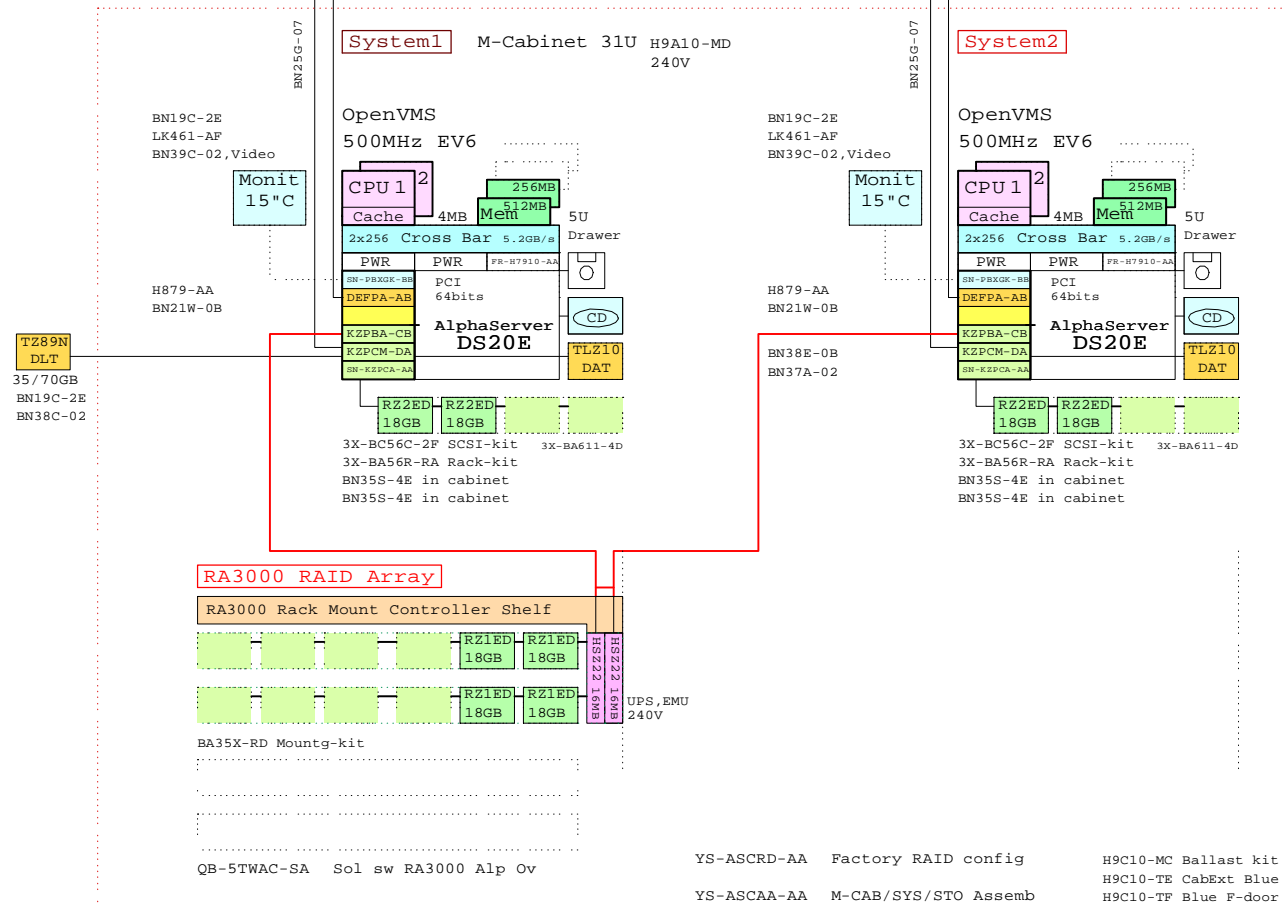 BN25G-07
System1
M-Cabinet 31U H9A10-MD
240V
BN25G-07
System2
BN19C-2E
LK461-AF
BN39C-02,Video
OpenVMS
500MHz EV6
Monit
15"C
CPU 1
2
Cache
4MB
256MB
512MB
Mem
5U
Drawer
2x256 Cross Bar 5.2GB/s
PWR
PWR
FR-H7910-AA
SN-PBXGK-BB
DEFPA-AB
KZPBA-CB
KZPCM-DA
SN-KZPCA-AA
PCI
64bits
AlphaServer
DS20E
CD
TLZ10
DAT
H879-AA
BN21W-0B
TZ89N
DLT
35/70GB
BN19C-2E
BN38C-02
RZ2ED
18GB
RZ2ED
18GB
3X-BC56C-2F SCSI-kit
3X-BA611-4D
3X-BA56R-RA Rack-kit
BN35S-4E in cabinet
BN35S-4E in cabinet
BN19C-2E
LK461-AF
BN39C-02,Video
OpenVMS
500MHz EV6
Monit
15"C
CPU 1
2
Cache
4MB
256MB
512MB
Mem
5U
Drawer
2x256 Cross Bar 5.2GB/s
PWR
PWR
FR-H7910-AA
SN-PBXGK-BB
DEFPA-AB
KZPBA-CB
KZPCM-DA
SN-KZPCA-AA
PCI
64bits
AlphaServer
DS20E
CD
TLZ10
DAT
H879-AA
BN21W-0B
BN38E-0B
BN37A-02
RZ2ED
18GB
RZ2ED
18GB
3X-BC56C-2F SCSI-kit
3X-BA611-4D
3X-BA56R-RA Rack-kit
BN35S-4E in cabinet
BN35S-4E in cabinet
RA3000 RAID Array
RA3000 Rack Mount Controller Shelf
RZ1ED
18GB
RZ1ED
18GB
HSZ22 16MB
HSZ22 16MB
RZ1ED
18GB
RZ1ED
18GB
UPS,EMU
240V
BA35X-RD Mountg-kit
QB-5TWAC-SA Sol sw RA3000 Alp Ov
YS-ASCRD-AA Factory RAID config
YS-ASCAA-AA M-CAB/SYS/STO Assemb
H9C10-MC Ballast kit
H9C10-TE CabExt Blue
H9C10-TF Blue F-door